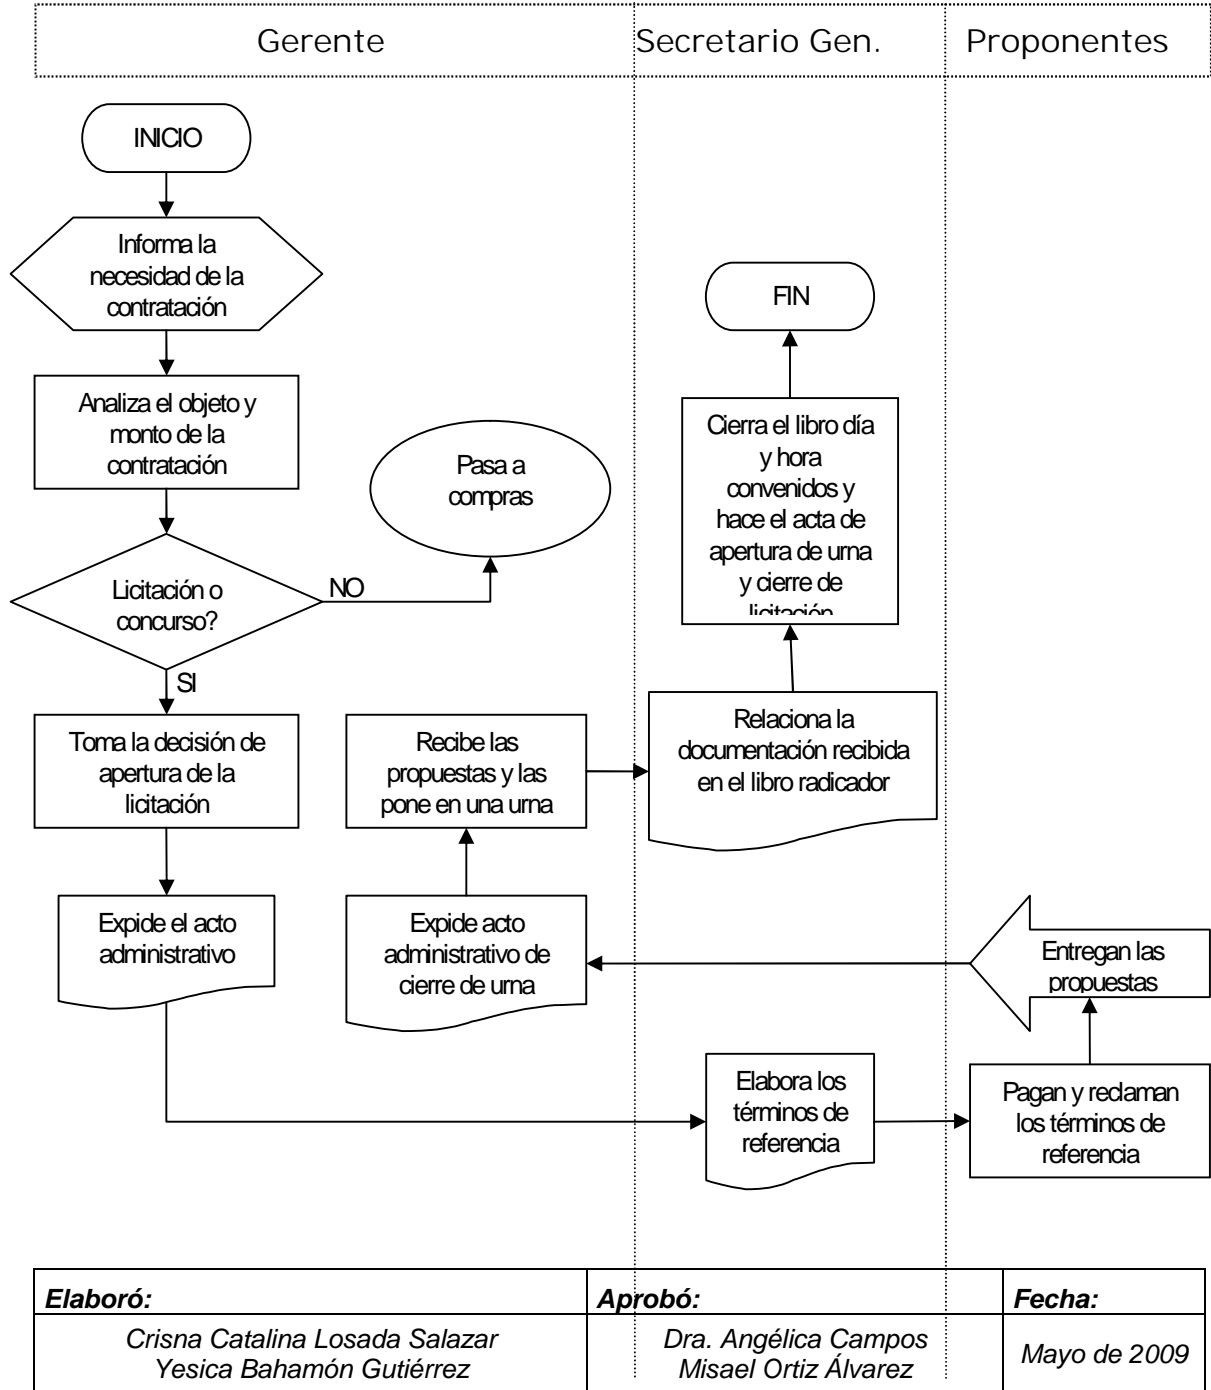 Gerente
Secretario Gen.
Proponentes
INICIO
Informa la
necesidad de la
contratación
Analiza el objeto y
monto de la
contratación
Licitación o
concurso?
NO
Pasa a
compras
SI
Toma la decisión de
apertura de la
licitación
Expide el acto
administrativo
Recibe las
propuestas y las
pone en una urna
Expide acto
administrativo de
cierre de urna
FIN
Cierra el libro día
y hora
convenidos y
hace el acta de
apertura de urna
y cierre de
licitación
Relaciona la
documentación recibida
en el libro radicador
Elabora los
términos de
referencia
Entregan las
propuestas
Pagan y reclaman
los términos de
referencia
Elaboró:
Aprobó:
Fecha:
Crisna Catalina Losada Salazar
Yesica Bahamón Gutiérrez
Dra. Angélica Campos
Misael Ortiz Álvarez
Mayo de 2009